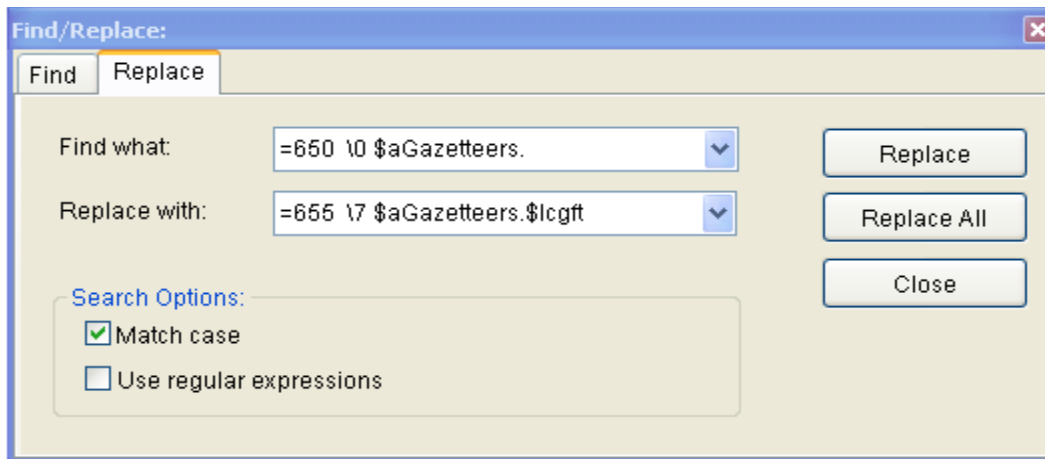 Find/Replace:
Find Replace
Find what: =650 \0 $aGazetteers. Replace
Replace with: =655 \7 $aGazetteers.$lcgft Replace All
Close
Search Options:
Match case
Use regular expressions